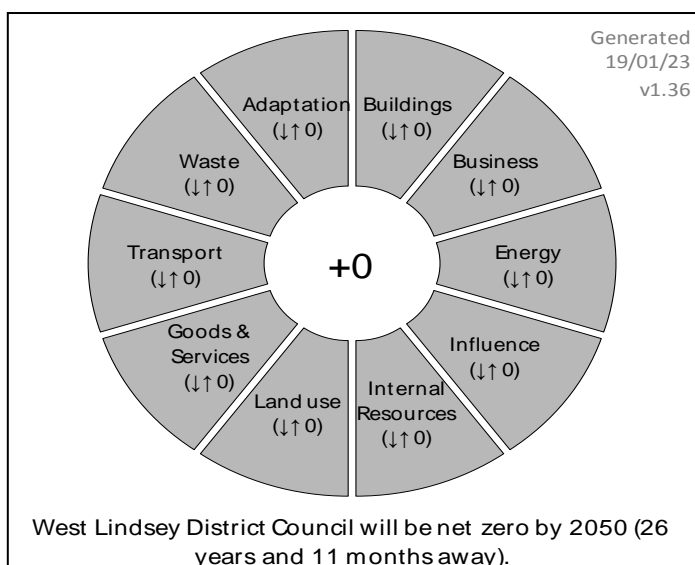 Generated
19/01/23
v1.36
Adaptation
(↓↑ 0)
Buildings
(↓↑ 0)
Waste
(↓↑ 0)
Business
(↓↑ 0)
Transport
(↓↑ 0)
+0
Energy
(↓↑ 0)
Goods &
Services
(↓↑ 0)
Influence
(↓↑ 0)
Land use
(↓↑ 0)
Internal
Resources
(↓↑ 0)
West Lindsey District Council will be net zero by 2050 (26
years and 11 months away).